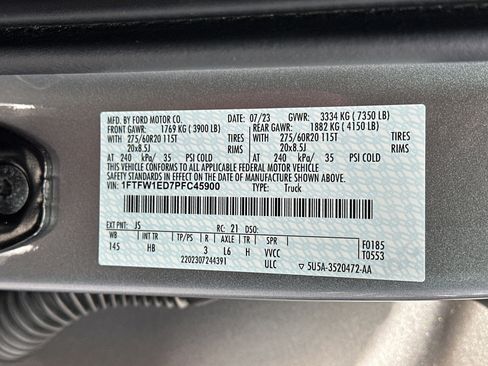 MFD. BY FORD MOTOR CO. DATE: 07/23 GVWR: 3334 KG ( 7350 LB)
FRONT GAWR: 1769 KG ( 3900 LB) REAR GAWR: 1882 KG ( 4150 LB)
WITH 275/60R20 115T TIRES WITH 275/60R20 115T TIRES
20x8.5J 20x8.5J
AT 240 kPa/ 35 PSI COLD AT 240 kPa/ 35 PSI COLD
THIS VEHICLE CONFORMS TO ALL APPLICABLE FEDERAL MOTOR VEHICLE
SAFETY STANDARDS IN EFFECT ON THE DATE OF MANUFACTURE SHOWN ABOVE.
VIN: 1FTFW1ED7PFC45900 TYPE: Truck
EXT PNT: JS RC: 21 DSO: F0185
WB INT TR TP/PS R AXLE TR SPR T0553
145 HB 3 L6 H VVCC
2202307244391 ULC 5U5A-3520472-AA